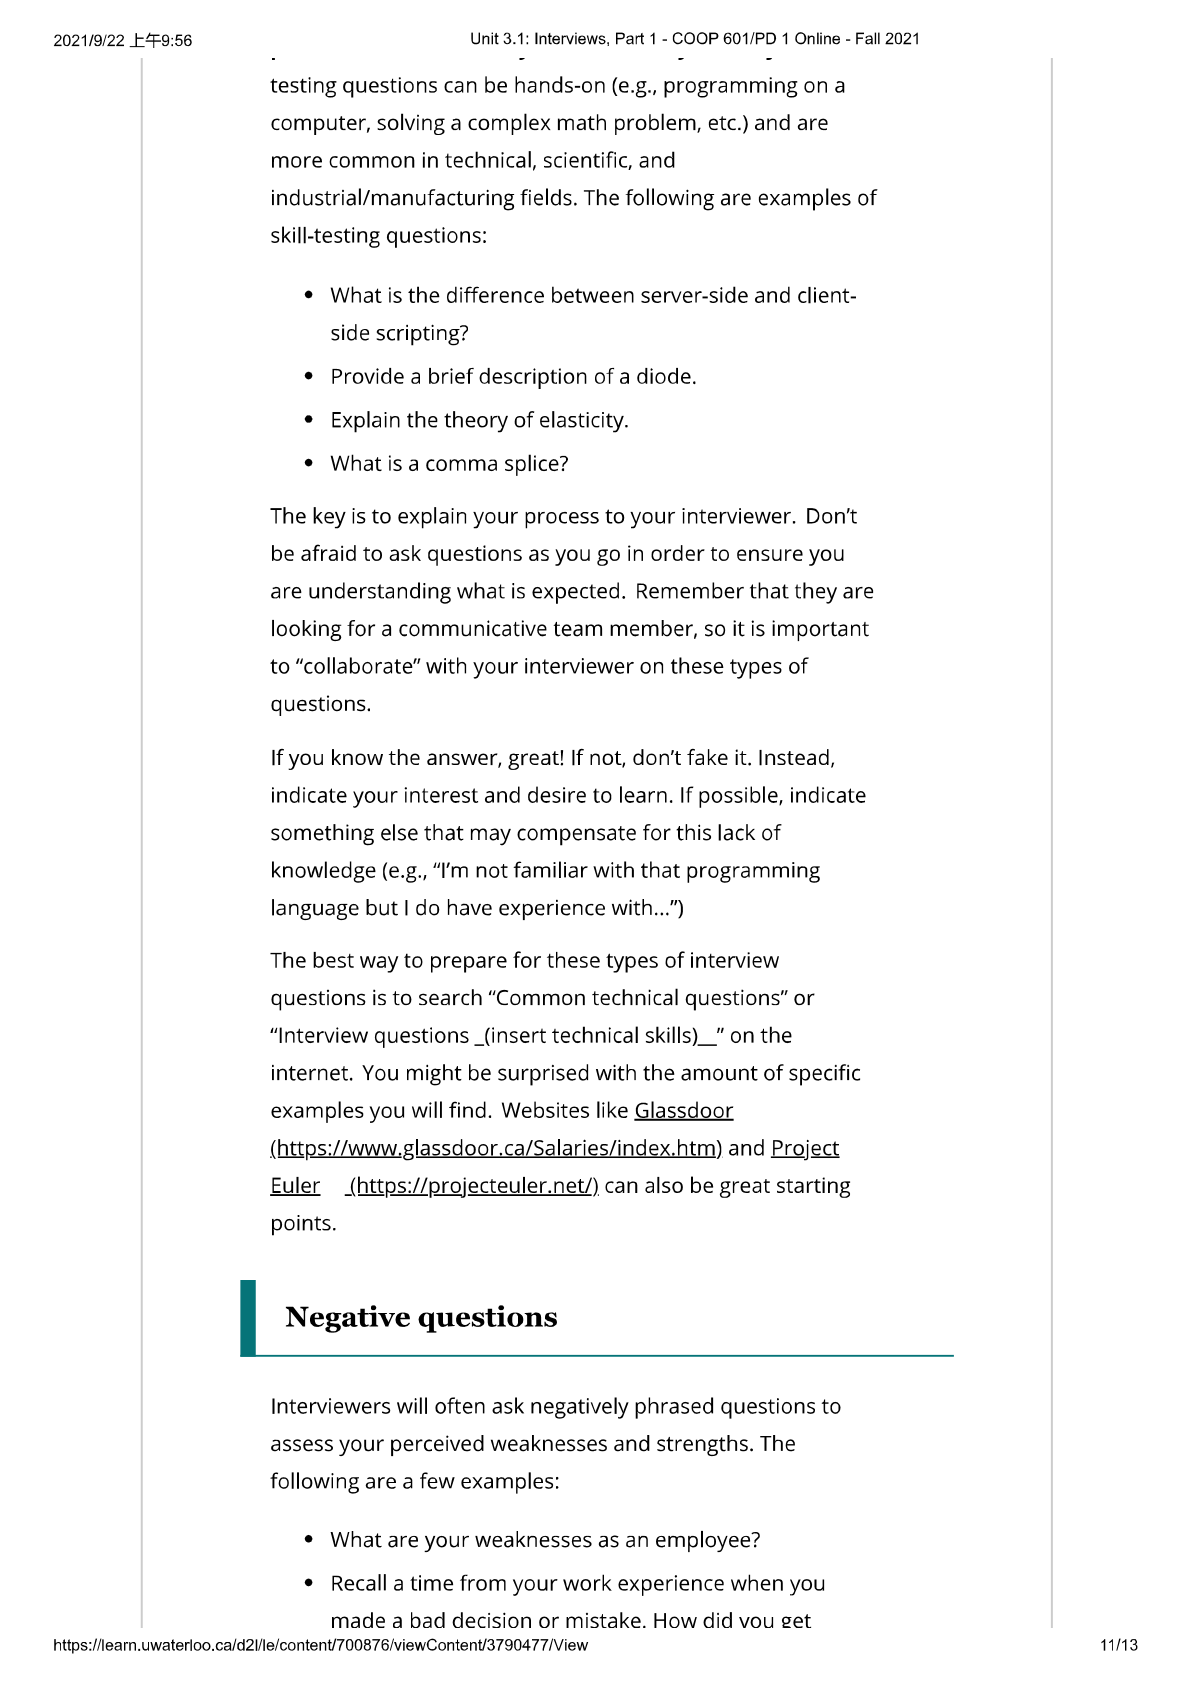 2021/9/22 上午9:56
Unit 3.1: Interviews, Part 1 - COOP 601/PD 1 Online - Fall 2021
testing questions can be hands-on (e.g., programming on a
computer, solving a complex math problem, etc.) and are
more common in technical, scientific, and
industrial/manufacturing fields. The following are examples of
skill-testing questions:
• What is the difference between server-side and client-
side scripting?
• Provide a brief description of a diode.
• Explain the theory of elasticity.
• What is a comma splice?
The key is to explain your process to your interviewer. Don’t
be afraid to ask questions as you go in order to ensure you
are understanding what is expected. Remember that they are
looking for a communicative team member, so it is important
to “collaborate” with your interviewer on these types of
questions.
If you know the answer, great! If not, don’t fake it. Instead,
indicate your interest and desire to learn. If possible, indicate
something else that may compensate for this lack of
knowledge (e.g., “I’m not familiar with that programming
language but I do have experience with...”)
The best way to prepare for these types of interview
questions is to search “Common technical questions” or
“Interview questions _(insert technical skills)__” on the
internet. You might be surprised with the amount of specific
examples you will find. Websites like Glassdoor
(https://www.glassdoor.ca/Salaries/index.htm) and Project
Euler (https://projecteuler.net/) can also be great starting
points.
Negative questions
Interviewers will often ask negatively phrased questions to
assess your perceived weaknesses and strengths. The
following are a few examples:
• What are your weaknesses as an employee?
• Recall a time from your work experience when you
made a bad decision or mistake. How did you get
https://learn.uwaterloo.ca/d2l/le/content/700876/viewContent/3790477/View
11/13